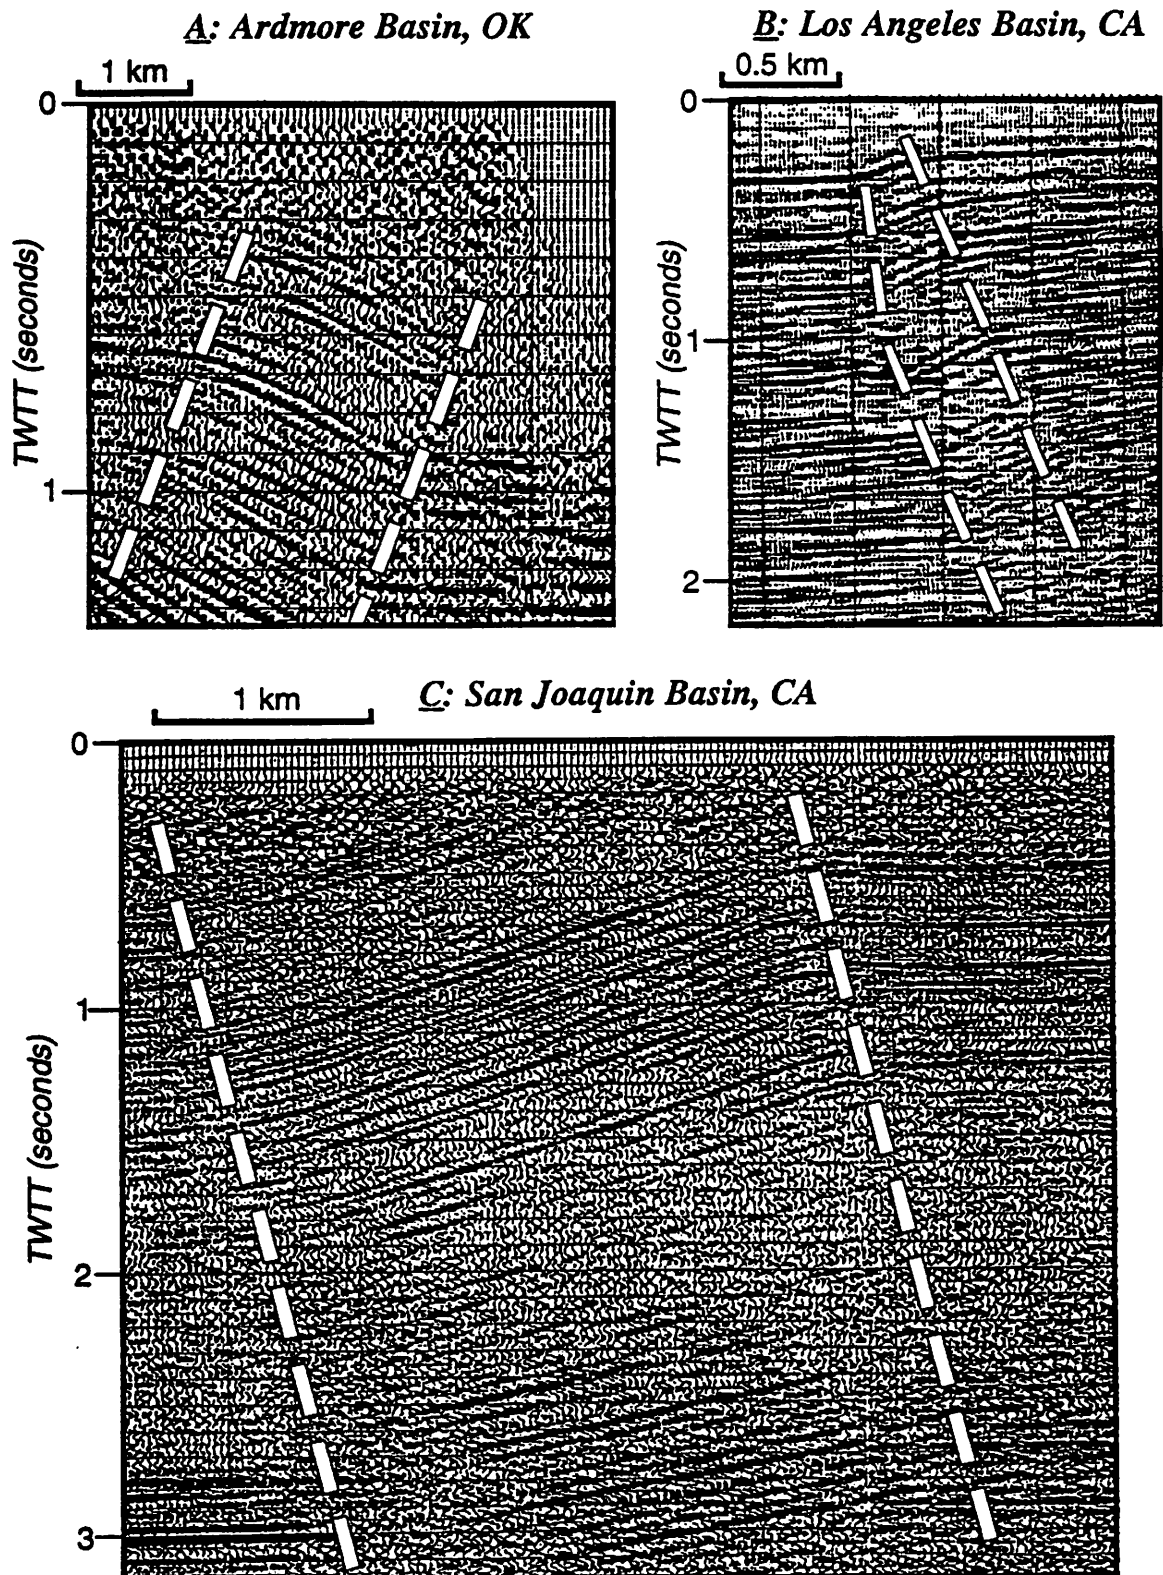 A: Ardmore Basin, OK
1 km
0
1
TWTT (seconds)
B: Los Angeles Basin, CA
0.5 km
0
1
2
TWTT (seconds)
C: San Joaquin Basin, CA
1 km
0
1
2
3
TWTT (seconds)